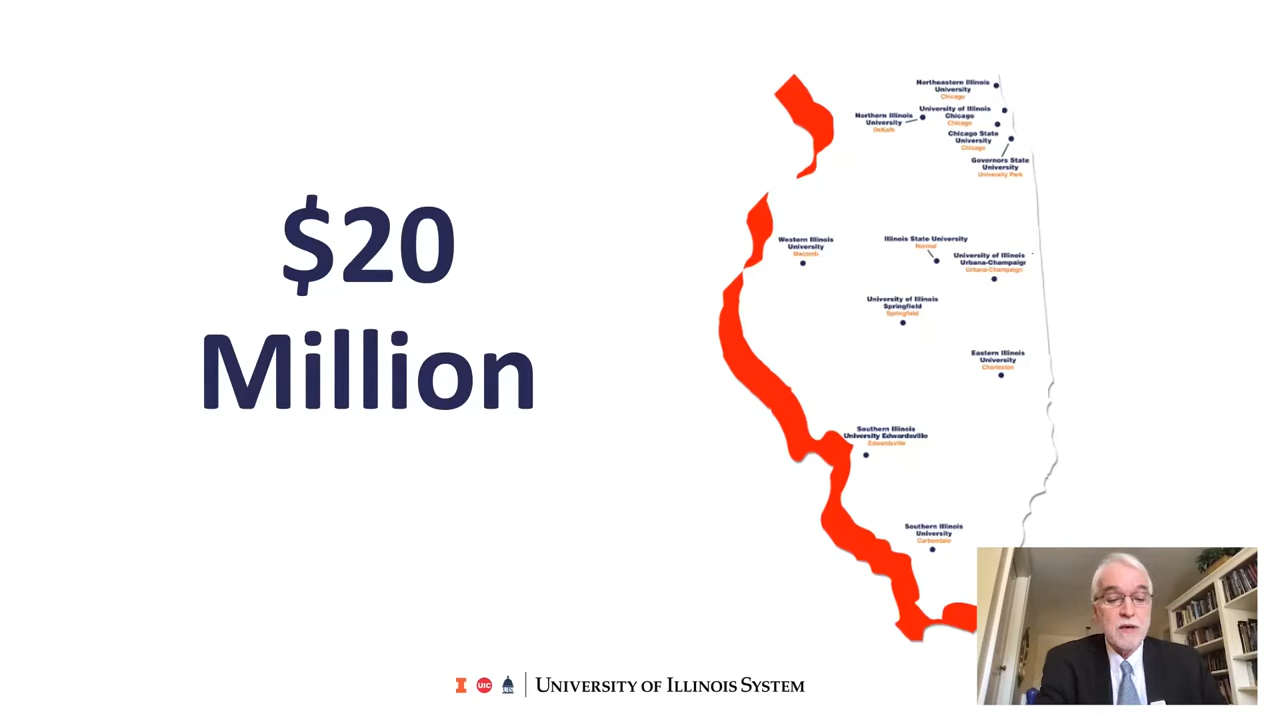 $20
Million
Northeastern Illinois
University
Chicago
University of Illinois
Chicago
Chicago
Northern Illinois
University
DeKalb
Chicago State
University
Chicago
Governors State
University
University Park
Western Illinois
University
Macomb
Illinois State University
Normal
University of Illinois
Urbana-Champaign
Urbana-Champaign
University of Illinois
Springfield
Springfield
Eastern Illinois
University
Charleston
Southern Illinois
University Edwardsville
Edwardsville
Southern Illinois
University
Carbondale
I UIC UIS UNIVERSITY OF ILLINOIS SYSTEM